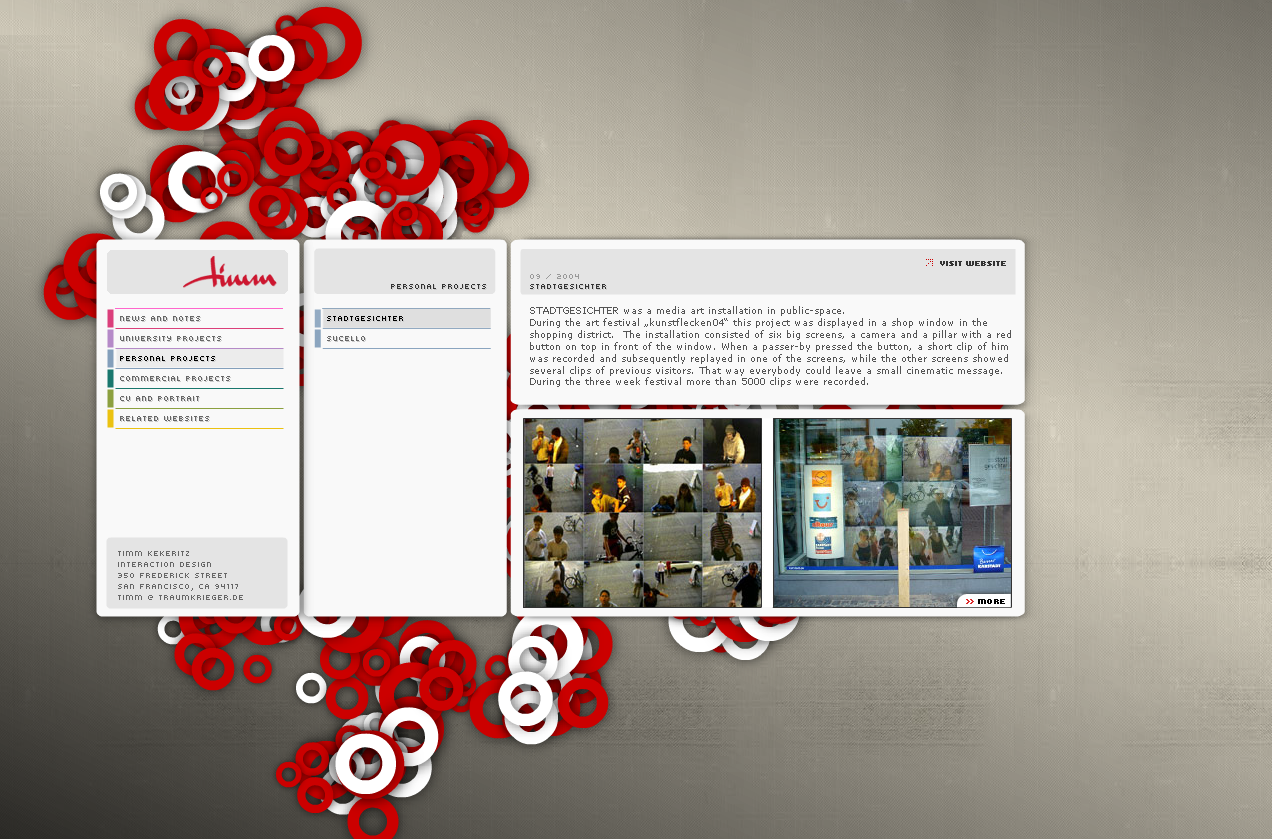 timm
NEWS AND NOTES
UNIVERSITY PROJECTS
PERSONAL PROJECTS
COMMERCIAL PROJECTS
CV AND PORTRAIT
RELATED WEBSITES
TIMM KEKERITZ
INTERACTION DESIGN
350 FREDERICK STREET
SAN FRANCISCO, CA 94117
TIMM @ TRAUMKRIEGER.DE
PERSONAL PROJECTS
STADTGESICHTER
SUCELLO
VISIT WEBSITE
09 / 2004
STADTGESICHTER
STADTGESICHTER was a media art installation in public-space.
During the art festival „kunstflecken04“ this project was displayed in a shop window in the
shopping district. The installation consisted of six big screens, a camera and a pillar with a red
button on top in front of the window. When a passer-by pressed the button, a short clip of him
was recorded and subsequently replayed in one of the screens, while the other screens showed
several clips of previous visitors. That way everybody could leave a small cinematic message.
During the three week festival more than 5000 clips were recorded.
>> MORE